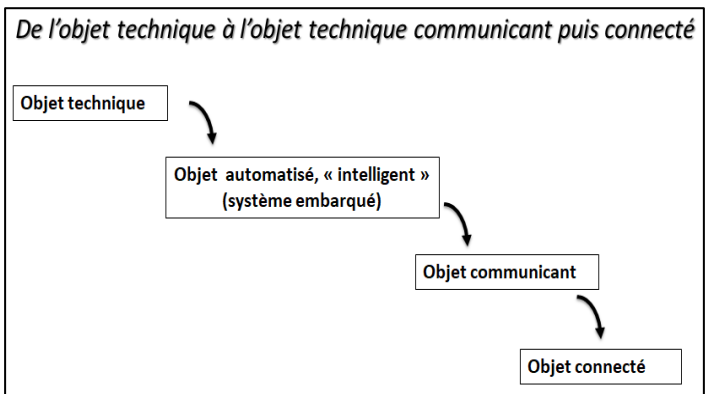 De l’objet technique à l’objet technique communicant puis connecté
Objet technique
Objet automatisé, « intelligent »
(système embarqué)
Objet communicant
Objet connecté